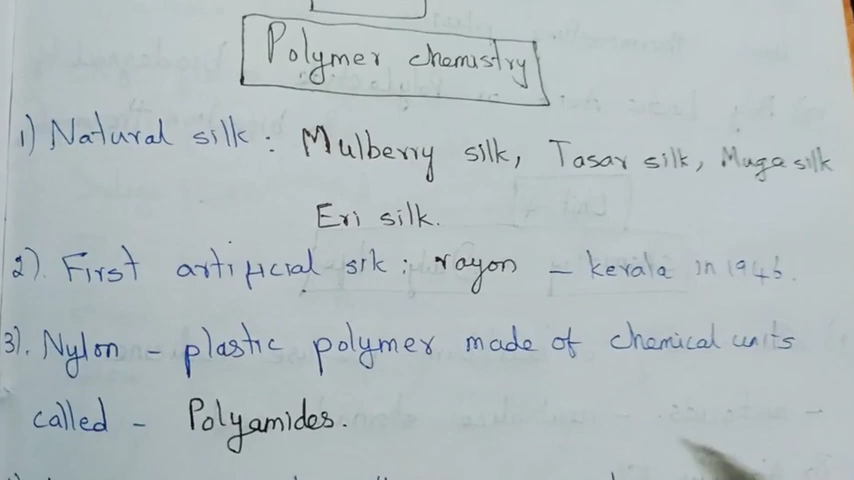 Polymer chemistry
1) Natural silk : Mulberry silk, Tasar silk, Muga silk
Eri silk.
2). First artificial sik : rayon – kerala in 1946.
3). Nylon – plastic polymer made of chemical units
called – Polyamides.